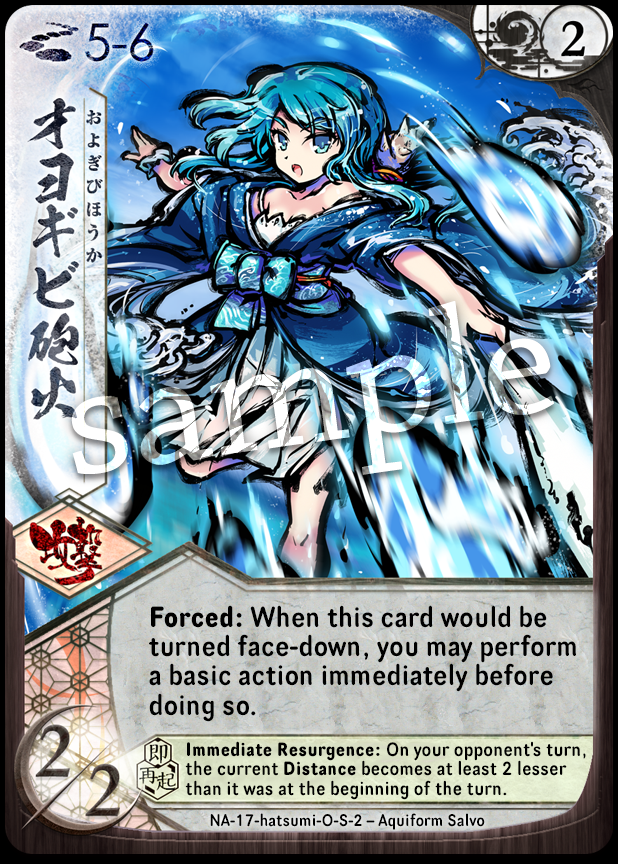 5-6
2
オヨギビ砲火
およぎびほうか
sample
攻撃
Forced: When this card would be
turned face-down, you may perform
a basic action immediately before
doing so.
2/2
即
再起
Immediate Resurgence: On your opponent's turn,
the current Distance becomes at least 2 lesser
than it was at the beginning of the turn.
NA-17-hatsumi-O-S-2 – Aquiform Salvo